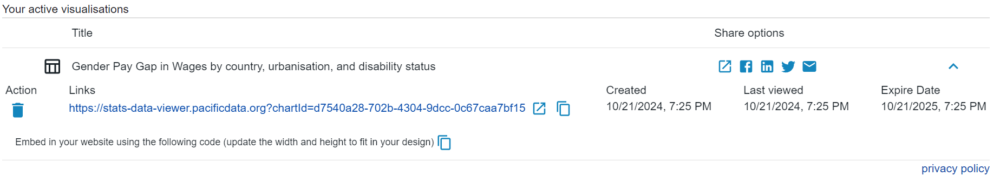 Your active visualisations
Title Share options
Gender Pay Gap in Wages by country, urbanisation, and disability status
Action Links Created Last viewed Expire Date
https://stats-data-viewer.pacificdata.org?chartId=d7540a28-702b-4304-9dcc-0c67caa7bf15 10/21/2024, 7:25 PM 10/21/2024, 7:25 PM 10/21/2025, 7:25 PM
Embed in your website using the following code (update the width and height to fit in your design)
privacy policy